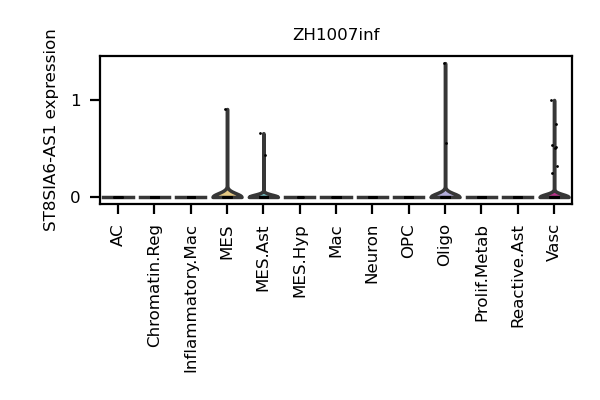 ZH1007inf
ST8SIA6-AS1 expression
1
0
AC
Chromatin.Reg
Inflammatory.Mac
MES
MES.Ast
MES.Hyp
Mac
Neuron
OPC
Oligo
Prolif.Metab
Reactive.Ast
Vasc